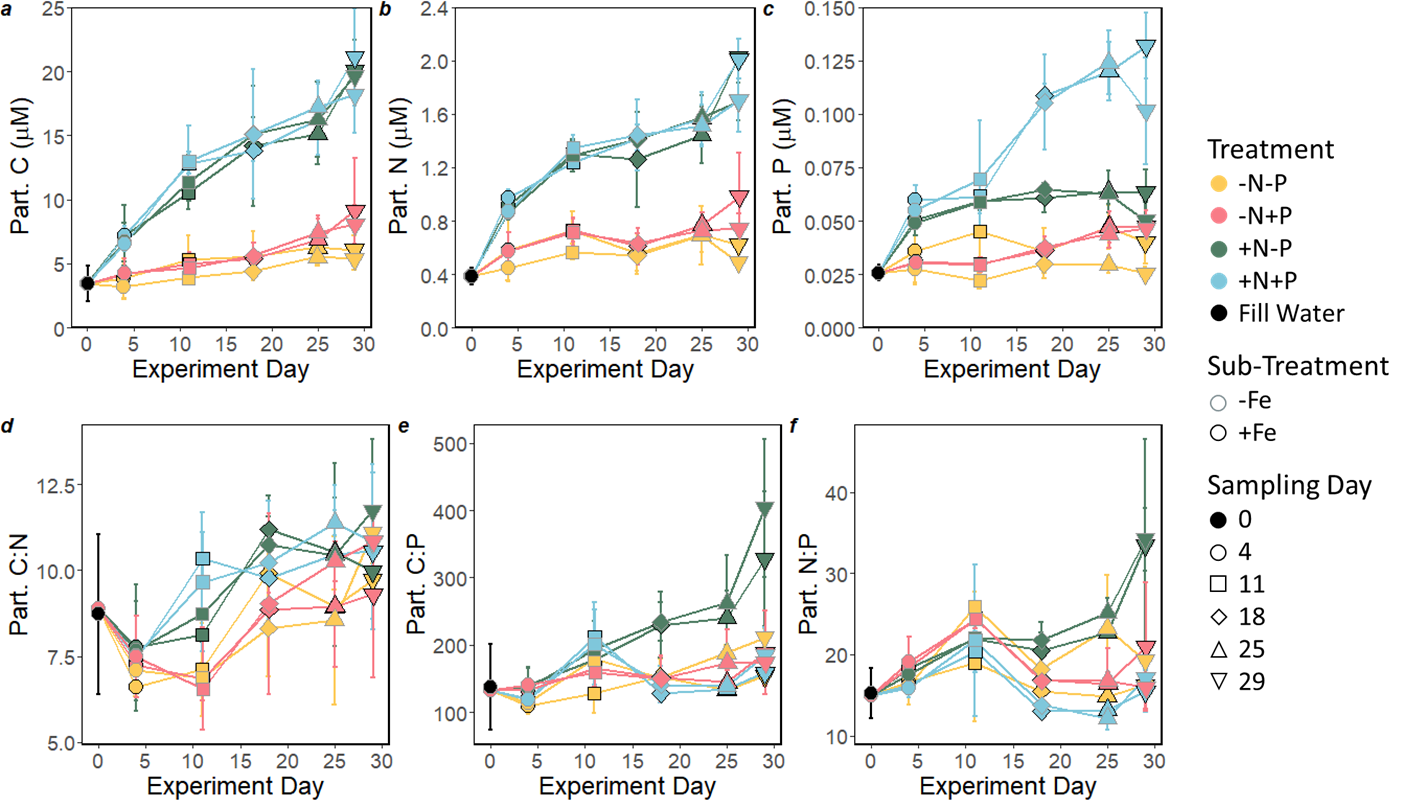 a
25
20
15
10
5
0
Part. C (μM)
0 5 10 15 20 25 30
Experiment Day
b
2.4
2.0
1.6
1.2
0.8
0.4
0.0
Part. N (μM)
0 5 10 15 20 25 30
Experiment Day
c
0.150
0.125
0.100
0.075
0.050
0.025
0.000
Part. P (μM)
0 5 10 15 20 25 30
Experiment Day
d
12.5
10.0
7.5
5.0
Part. C:N
0 5 10 15 20 25 30
Experiment Day
e
500
400
300
200
100
Part. C:P
0 5 10 15 20 25 30
Experiment Day
f
40
30
20
10
Part. N:P
0 5 10 15 20 25 30
Experiment Day
Treatment
-N-P
-N+P
+N-P
+N+P
Fill Water
Sub-Treatment
-Fe
+Fe
Sampling Day
0
4
11
18
25
29